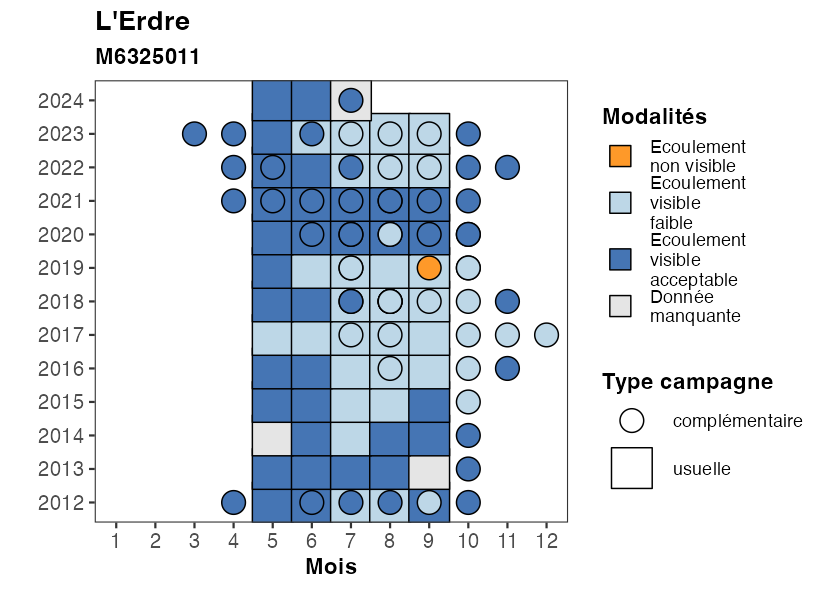 L'Erdre
M6325011
2024
2023
2022
2021
2020
2019
2018
2017
2016
2015
2014
2013
2012
1 2 3 4 5 6 7 8 9 10 11 12
Mois
Modalités
Ecoulement
non visible
Ecoulement
visible
faible
Ecoulement
visible
acceptable
Donnée
manquante
Type campagne
complémentaire
usuelle